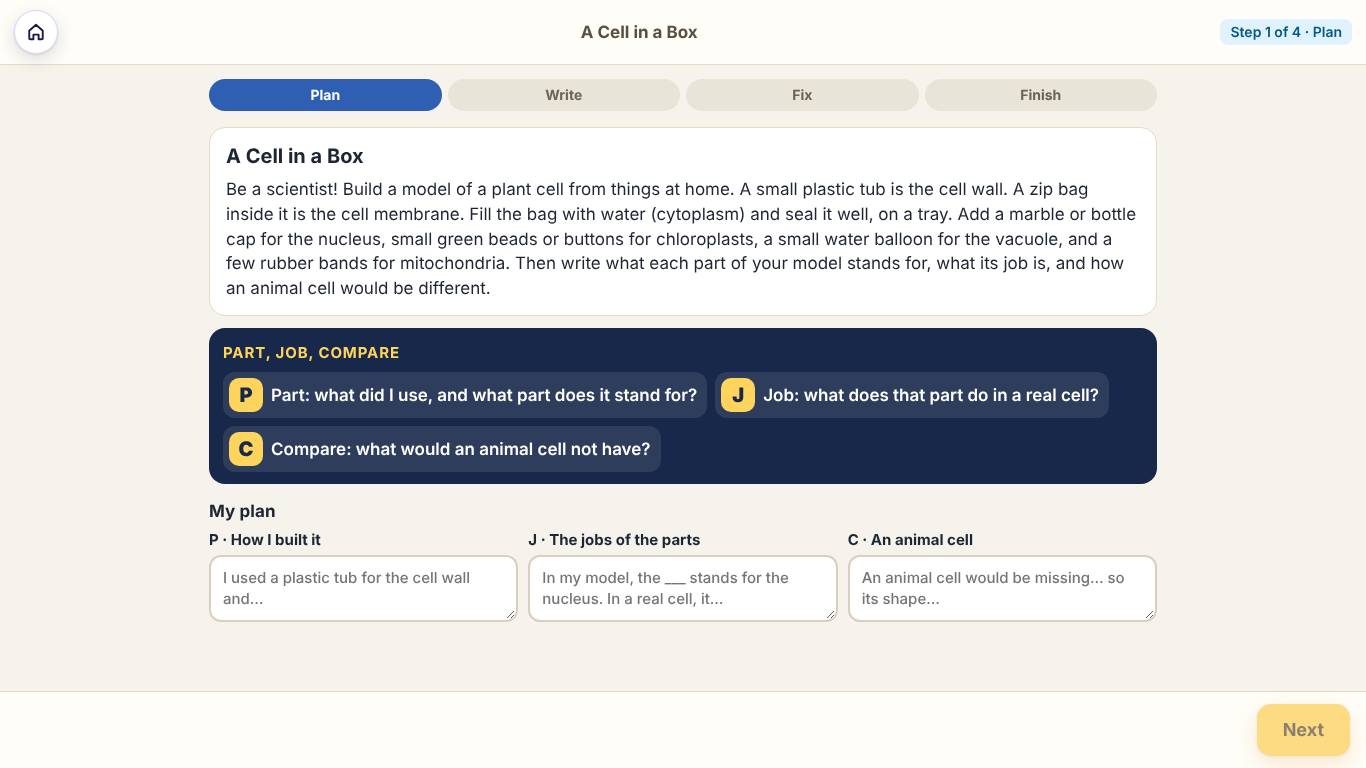 A Cell in a Box
Step 1 of 4 · Plan
Plan
Write
Fix
Finish
A Cell in a Box
Be a scientist! Build a model of a plant cell from things at home. A small plastic tub is the cell wall. A zip bag
inside it is the cell membrane. Fill the bag with water (cytoplasm) and seal it well, on a tray. Add a marble or bottle
cap for the nucleus, small green beads or buttons for chloroplasts, a small water balloon for the vacuole, and a
few rubber bands for mitochondria. Then write what each part of your model stands for, what its job is, and how
an animal cell would be different.
PART, JOB, COMPARE
P Part: what did I use, and what part does it stand for?
J Job: what does that part do in a real cell?
C Compare: what would an animal cell not have?
My plan
P · How I built it
J · The jobs of the parts
C · An animal cell
I used a plastic tub for the cell wall
and...
In my model, the ___ stands for the
nucleus. In a real cell, it...
An animal cell would be missing... so
its shape...
Next